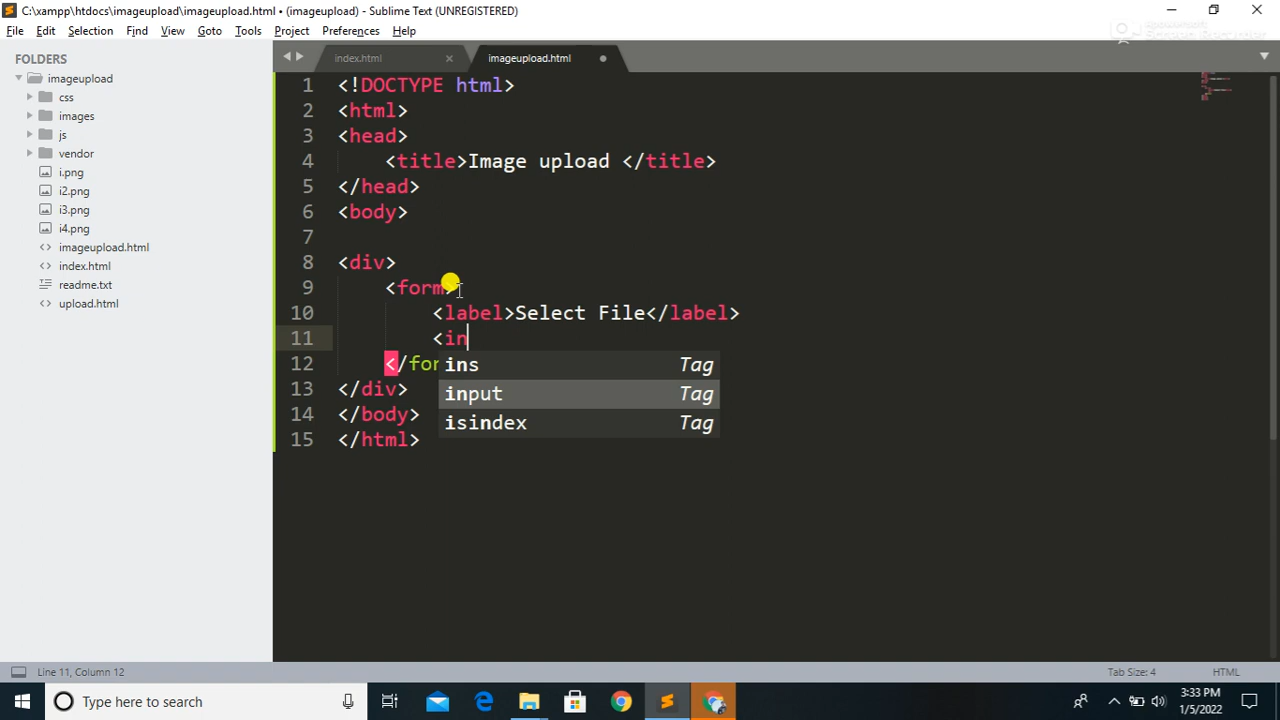 C:\xampp\htdocs\imageupload\imageupload.html • (imageupload) - Sublime Text (UNREGISTERED)
File Edit Selection Find View Goto Tools Project Preferences Help
FOLDERS
imageupload
css
images
js
vendor
i.png
i2.png
i3.png
i4.png
imageupload.html
index.html
readme.txt
upload.html
index.html
imageupload.html
1 <!DOCTYPE html>
2 <html>
3 <head>
4 <title>Image upload </title>
5 </head>
6 <body>
7
8 <div>
9 <form>
10 <label>Select File</label>
11 <in
12 </for
13 </div>
14 </body>
15 </html>
ins Tag
input Tag
isindex Tag
Line 11, Column 12
Tab Size: 4
HTML
Type here to search
3:33 PM
1/5/2022